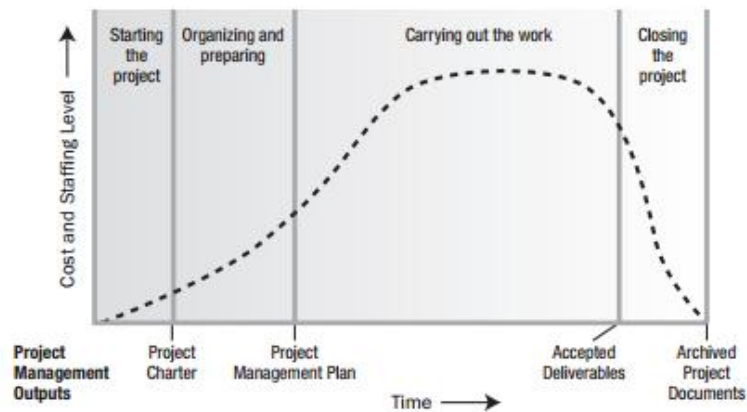 Starting
the
project
Organizing and
preparing
Carrying out the work
Closing
the
project
Cost and Staffing Level
Project
Management
Outputs
Project
Charter
Project
Management Plan
Accepted
Deliverables
Archived
Project
Documents
Time